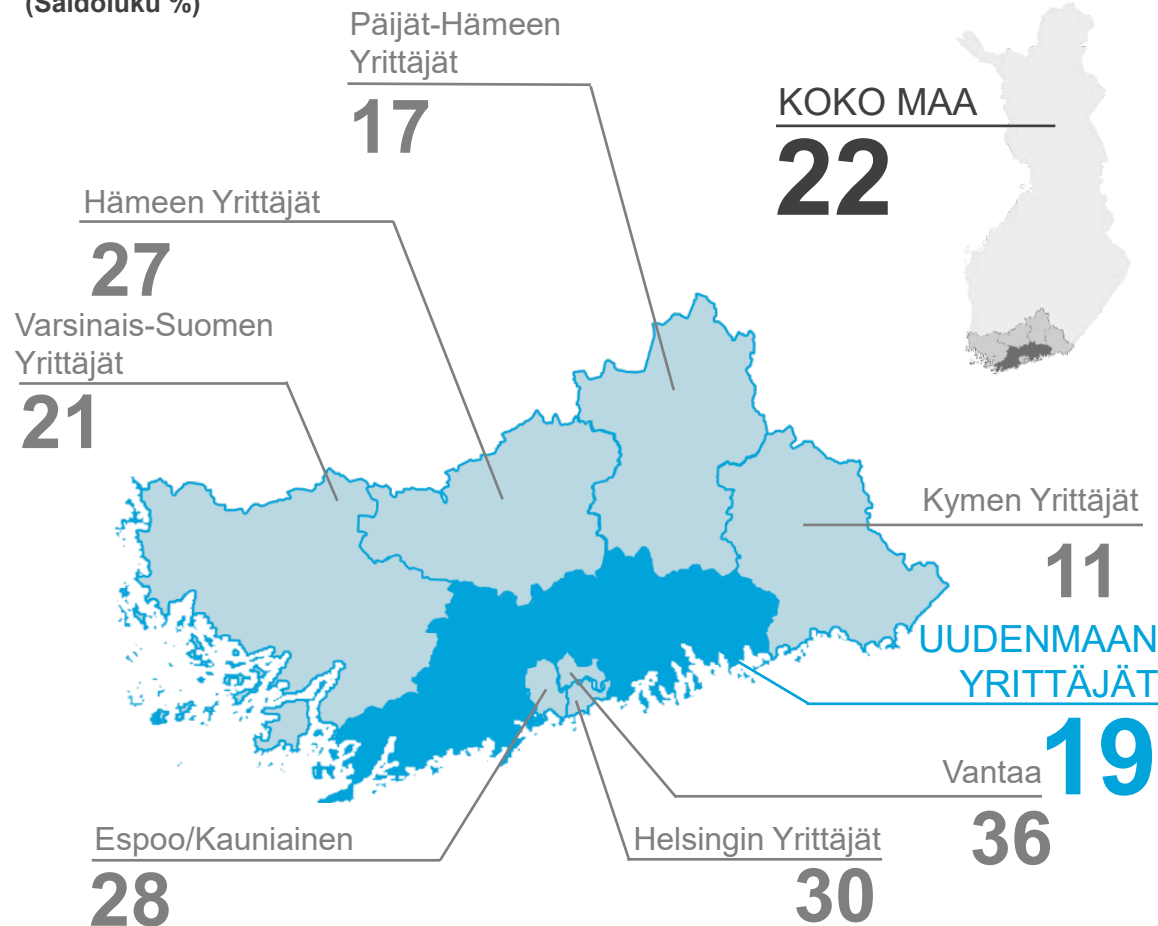 (Saldoluku %)
Päijät-Hämeen
Yrittäjät
17
KOKO MAA
22
Hämeen Yrittäjät
27
Varsinais-Suomen
Yrittäjät
21
Kymen Yrittäjät
11
UUDENMAAN
YRITTÄJÄT
19
Vantaa
36
Espoo/Kauniainen
28
Helsingin Yrittäjät
30